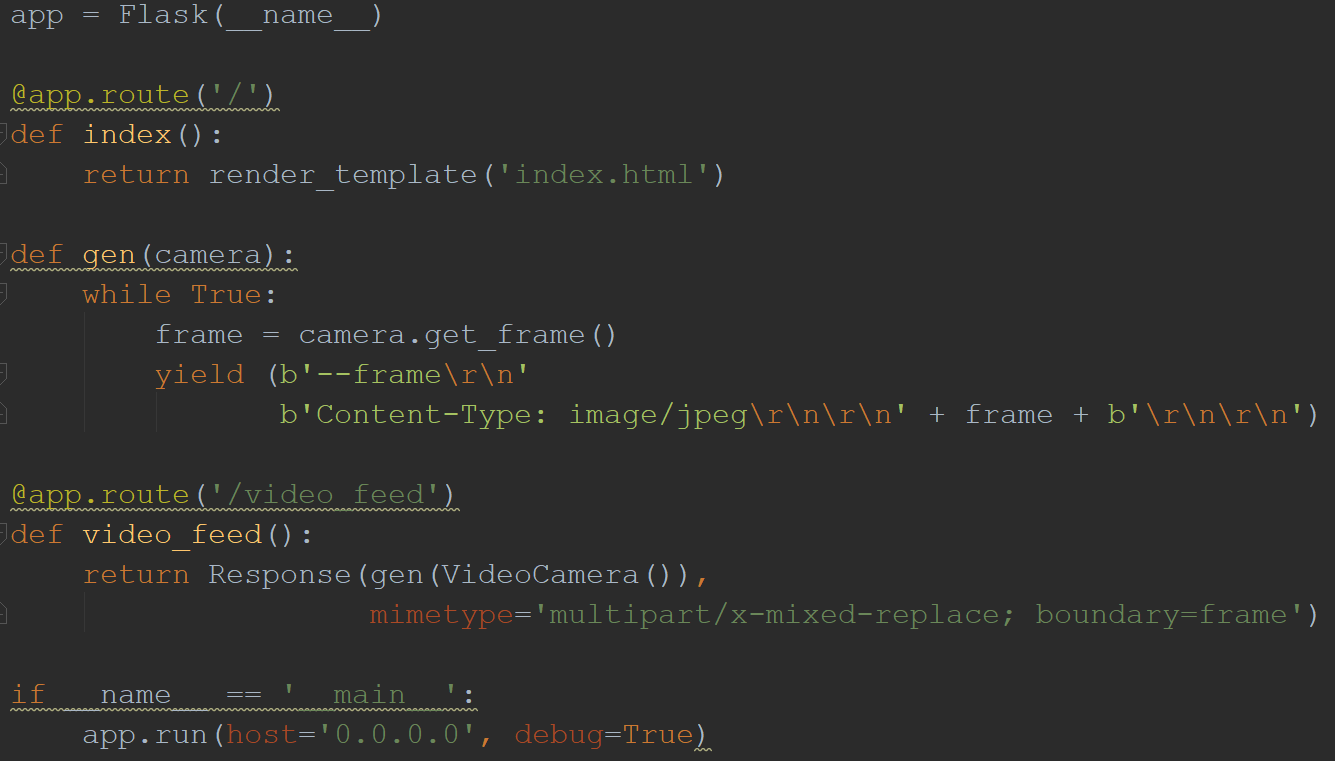 app = Flask(__name__)
@app.route('/')
def index():
    return render_template('index.html')
def gen(camera):
    while True:
        frame = camera.get_frame()
        yield (b'--frame\r\n'
               b'Content-Type: image/jpeg\r\n\r\n' + frame + b'\r\n\r\n')
@app.route('/video_feed')
def video_feed():
    return Response(gen(VideoCamera()),
                    mimetype='multipart/x-mixed-replace; boundary=frame')
if __name__ == '__main__':
    app.run(host='0.0.0.0', debug=True)